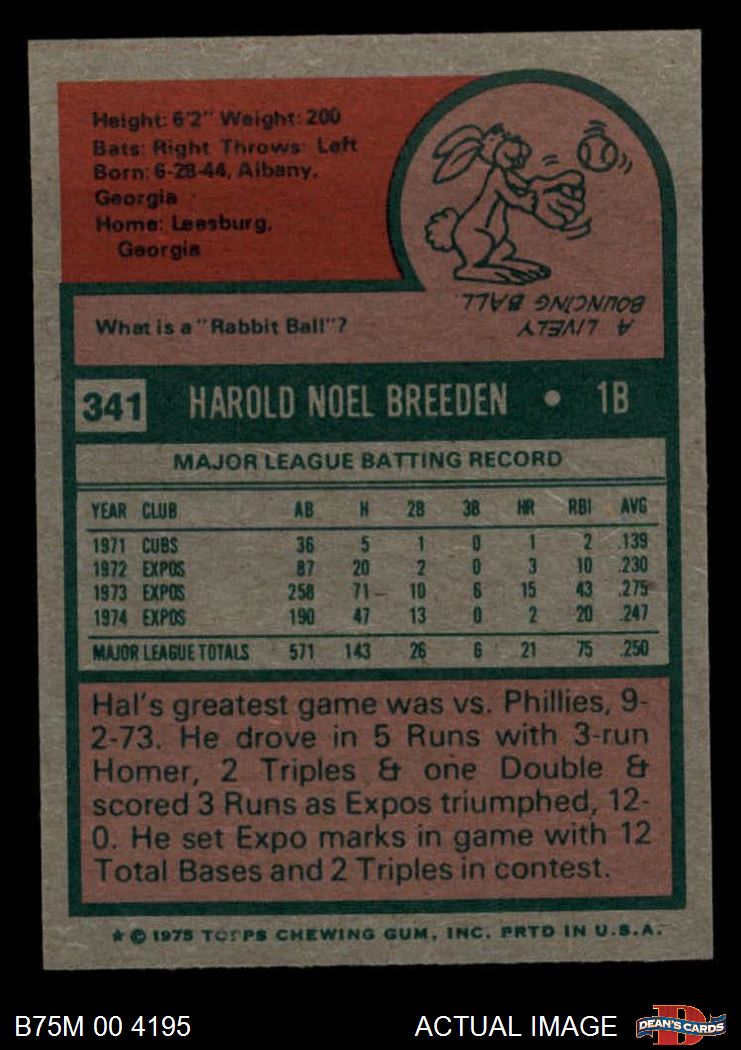 Height: 6'2" Weight: 200
Bats: Right Throws: Left
Born: 6-28-44, Albany,
Georgia
Home: Leesburg,
Georgia
What is a "Rabbit Ball"?
A LIVELY
BOUNCING BALL.
341 HAROLD NOEL BREEDEN • 1B
MAJOR LEAGUE BATTING RECORD
YEAR CLUB AB H 2B 3B HR RBI AVG
1971 CUBS 36 5 1 0 1 2 .139
1972 EXPOS 87 20 2 0 3 10 .230
1973 EXPOS 258 71 10 6 15 43 .275
1974 EXPOS 190 47 13 0 2 20 .247
MAJOR LEAGUE TOTALS 571 143 26 6 21 75 .250
Hal's greatest game was vs. Phillies, 9-
2-73. He drove in 5 Runs with 3-run
Homer, 2 Triples & one Double &
scored 3 Runs as Expos triumphed, 12-
0. He set Expo marks in game with 12
Total Bases and 2 Triples in contest.
★ © 1975 TOPPS CHEWING GUM, INC. PRTD IN U.S.A.
B75M 00 4195 ACTUAL IMAGE
DEAN'S CARDS